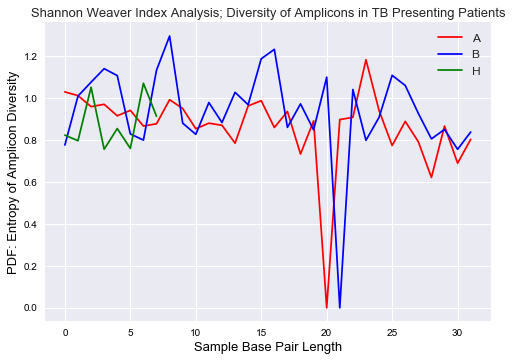 Shannon Weaver Index Analysis; Diversity of Amplicons in TB Presenting Patients
A
B
H
PDF: Entropy of Amplicon Diversity
1.2
1.0
0.8
0.6
0.4
0.2
0.0
0 5 10 15 20 25 30
Sample Base Pair Length